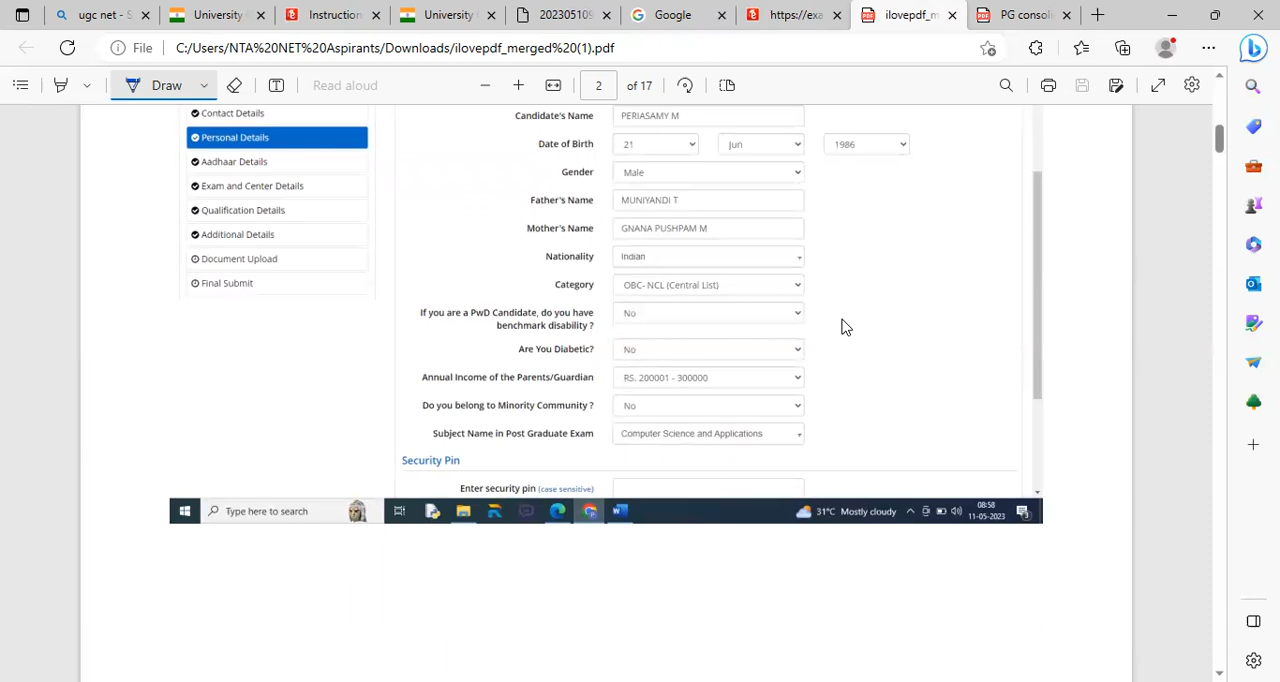 ugc net - S
University
Instruction
University
202305109
Google
https://exa
ilovepdf_m
PG consoli
File
C:/Users/NTA%20NET%20Aspirants/Downloads/ilovepdf_merged%20(1).pdf
Draw
Read aloud
2 of 17
Contact Details
Personal Details
Aadhaar Details
Exam and Center Details
Qualification Details
Additional Details
Document Upload
Final Submit
Candidate's Name PERIASAMY M
Date of Birth 21 Jun 1986
Gender Male
Father's Name MUNIYANDI T
Mother's Name GNANA PUSHPAM M
Nationality Indian
Category OBC- NCL (Central List)
If you are a PwD Candidate, do you have No
benchmark disability ?
Are You Diabetic? No
Annual Income of the Parents/Guardian RS. 200001 - 300000
Do you belong to Minority Community ? No
Subject Name in Post Graduate Exam Computer Science and Applications
Security Pin
Enter security pin (case sensitive)
Type here to search
31°C Mostly cloudy
08:58
11-05-2023
3